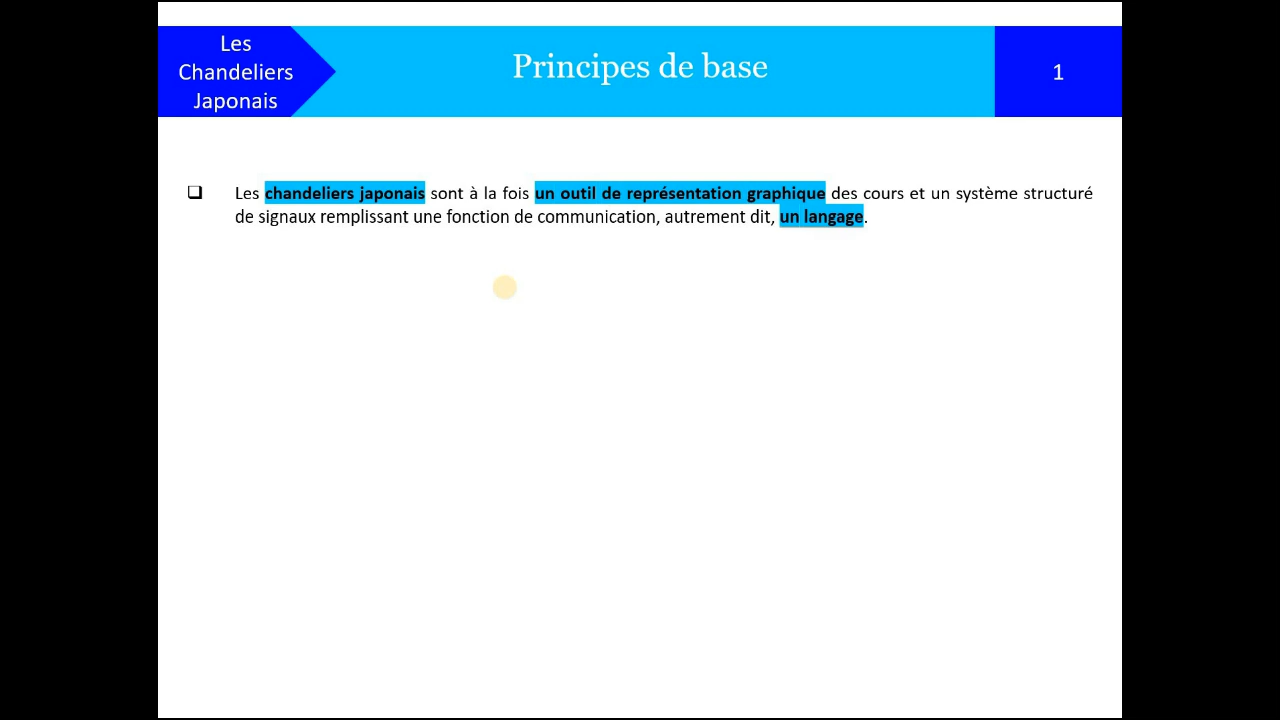 Les
Chandeliers
Japonais
Principes de base
1
Les chandeliers japonais sont à la fois un outil de représentation graphique des cours et un système structuré
de signaux remplissant une fonction de communication, autrement dit, un langage.